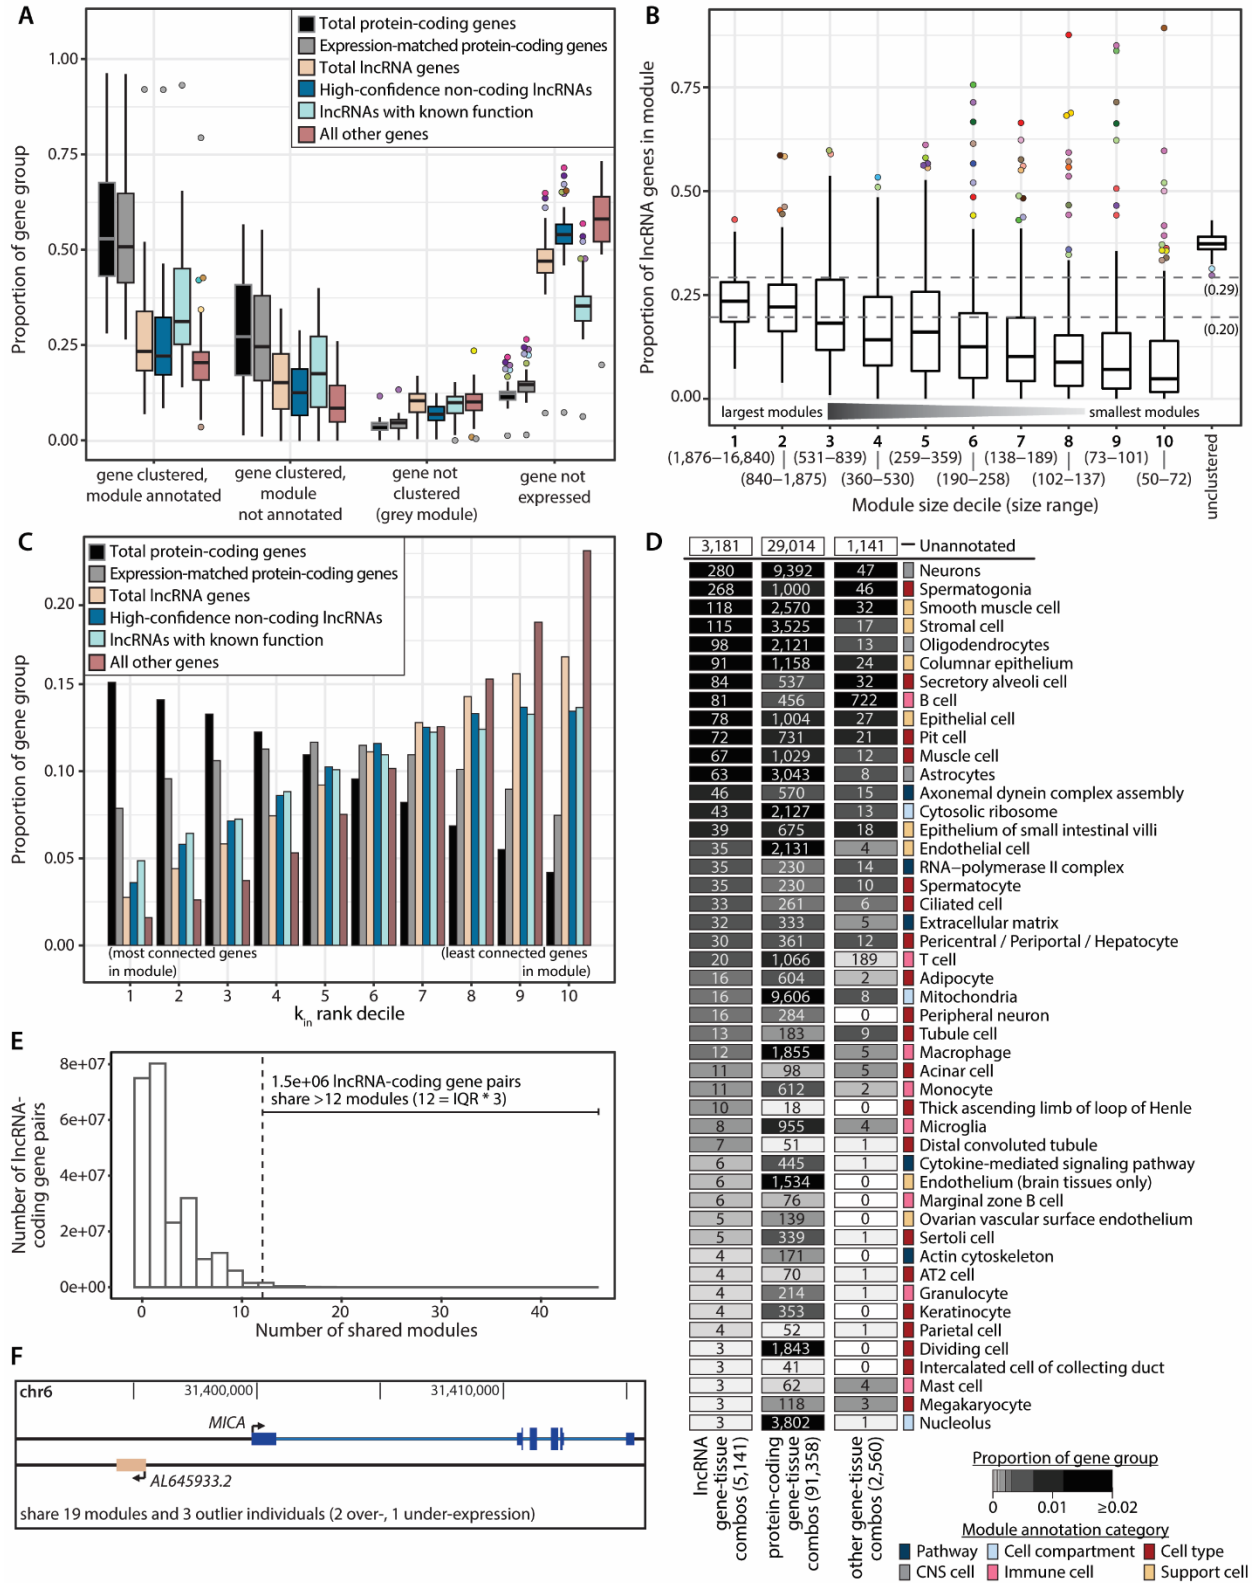 A
Total protein-coding genes
Expression-matched protein-coding genes
Total lncRNA genes
High-confidence non-coding lncRNAs
lncRNAs with known function
All other genes
Proportion of gene group
1.00
0.75
0.50
0.25
0.00
gene clustered,
module annotated
gene clustered,
module
not annotated
gene not
clustered
(grey module)
gene not
expressed
B
Proportion of lncRNA genes in module
0.75
0.50
0.25
0.00
(0.29)
(0.20)
largest modules
smallest modules
1 2 3 4 5 6 7 8 9 10
(1,876–16,840) (531–839) (259–359) (138–189) (73–101)
(840–1,875) (360–530) (190–258) (102–137) (50–72)
unclustered
Module size decile (size range)
C
Total protein-coding genes
Expression-matched protein-coding genes
Total lncRNA genes
High-confidence non-coding lncRNAs
lncRNAs with known function
All other genes
Proportion of gene group
0.20
0.15
0.10
0.05
0.00
(most connected genes
in module)
(least connected genes
in module)
1 2 3 4 5 6 7 8 9 10
kin rank decile
D
3,181 29,014 1,141 Unannotated
280 9,392 47 Neurons
268 1,000 46 Spermatogonia
118 2,570 32 Smooth muscle cell
115 3,525 17 Stromal cell
98 2,121 13 Oligodendrocytes
91 1,158 24 Columnar epithelium
84 537 32 Secretory alveoli cell
81 456 722 B cell
78 1,004 27 Epithelial cell
72 731 21 Pit cell
67 1,029 12 Muscle cell
63 3,043 8 Astrocytes
46 570 15 Axonemal dynein complex assembly
43 2,127 13 Cytosolic ribosome
39 675 18 Epithelium of small intestinal villi
35 2,131 4 Endothelial cell
35 230 14 RNA–polymerase II complex
35 230 10 Spermatocyte
33 261 6 Ciliated cell
32 333 5 Extracellular matrix
30 361 12 Pericentral / Periportal / Hepatocyte
20 1,066 189 T cell
16 604 2 Adipocyte
16 9,606 8 Mitochondria
16 284 0 Peripheral neuron
13 183 9 Tubule cell
12 1,855 5 Macrophage
11 98 5 Acinar cell
11 612 2 Monocyte
10 18 0 Thick ascending limb of loop of Henle
8 955 4 Microglia
7 51 1 Distal convoluted tubule
6 445 1 Cytokine-mediated signaling pathway
6 1,534 0 Endothelium (brain tissues only)
6 76 0 Marginal zone B cell
5 139 0 Ovarian vascular surface endothelium
5 339 1 Sertoli cell
4 171 0 Actin cytoskeleton
4 70 1 AT2 cell
4 214 1 Granulocyte
4 353 0 Keratinocyte
4 52 1 Parietal cell
3 1,843 0 Dividing cell
3 41 0 Intercalated cell of collecting duct
3 62 4 Mast cell
3 118 3 Megakaryocyte
3 3,802 1 Nucleolus
lncRNA
gene-tissue
combos (5,141)
protein-coding
gene-tissue
combos (91,358)
other gene-tissue
combos (2,560)
Proportion of gene group
0 0.01 ≥0.02
Module annotation category
Pathway Cell compartment Cell type
CNS cell Immune cell Support cell
E
Number of lncRNA-
coding gene pairs
8e+07
6e+07
4e+07
2e+07
0e+00
1.5e+06 lncRNA-coding gene pairs
share >12 modules (12 = IQR * 3)
0 10 20 30 40
Number of shared modules
F
chr6 31,400,000 31,410,000
MICA
AL645933.2
share 19 modules and 3 outlier individuals (2 over-, 1 under-expression)